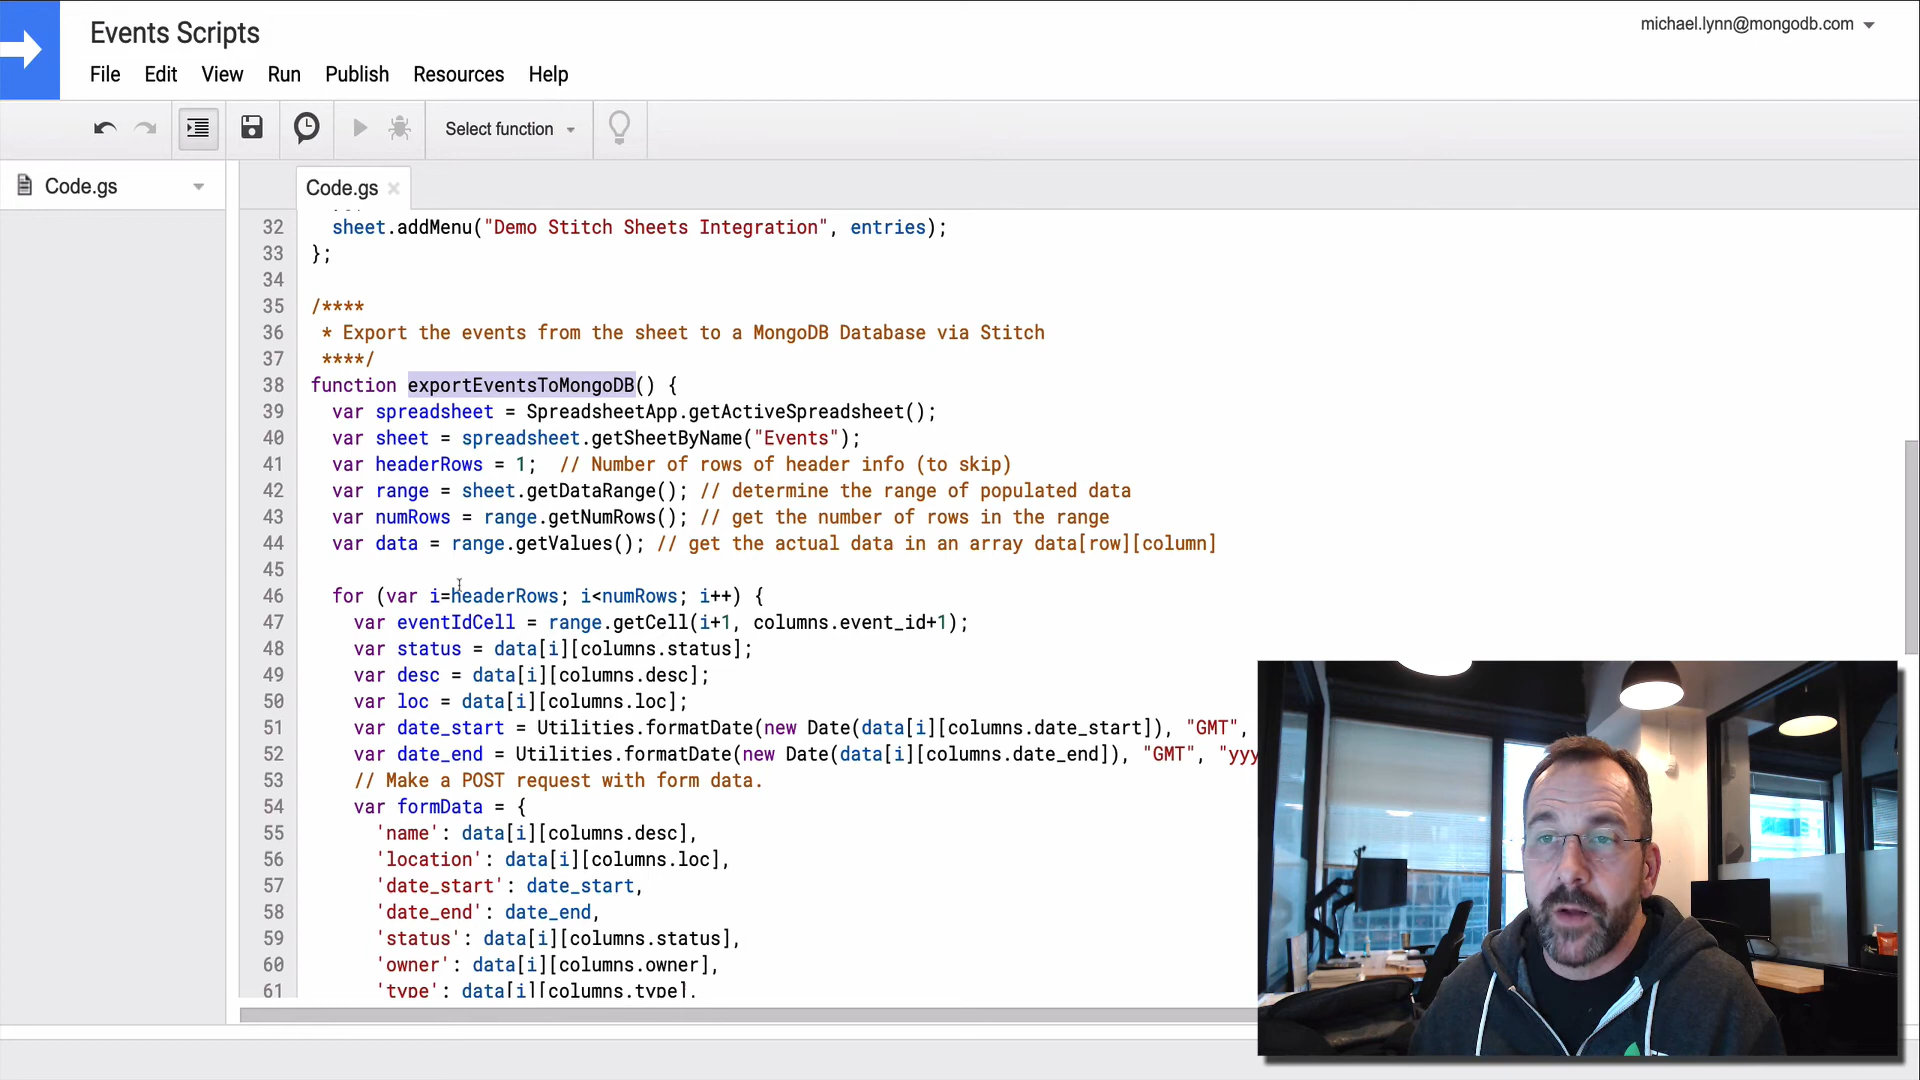 Events Scripts
michael.lynn@mongodb.com
File Edit View Run Publish Resources Help
Select function
Code.gs
Code.gs
32 sheet.addMenu("Demo Stitch Sheets Integration", entries);
33 };
34
35 /****
36 * Export the events from the sheet to a MongoDB Database via Stitch
37 ****/
38 function exportEventsToMongoDB() {
39 var spreadsheet = SpreadsheetApp.getActiveSpreadsheet();
40 var sheet = spreadsheet.getSheetByName("Events");
41 var headerRows = 1; // Number of rows of header info (to skip)
42 var range = sheet.getDataRange(); // determine the range of populated data
43 var numRows = range.getNumRows(); // get the number of rows in the range
44 var data = range.getValues(); // get the actual data in an array data[row][column]
45
46 for (var i=headerRows; i<numRows; i++) {
47 var eventIdCell = range.getCell(i+1, columns.event_id+1);
48 var status = data[i][columns.status];
49 var desc = data[i][columns.desc];
50 var loc = data[i][columns.loc];
51 var date_start = Utilities.formatDate(new Date(data[i][columns.date_start]), "GMT",
52 var date_end = Utilities.formatDate(new Date(data[i][columns.date_end]), "GMT", "yyy
53 // Make a POST request with form data.
54 var formData = {
55 'name': data[i][columns.desc],
56 'location': data[i][columns.loc],
57 'date_start': date_start,
58 'date_end': date_end,
59 'status': data[i][columns.status],
60 'owner': data[i][columns.owner],
61 'type': data[i][columns.type],